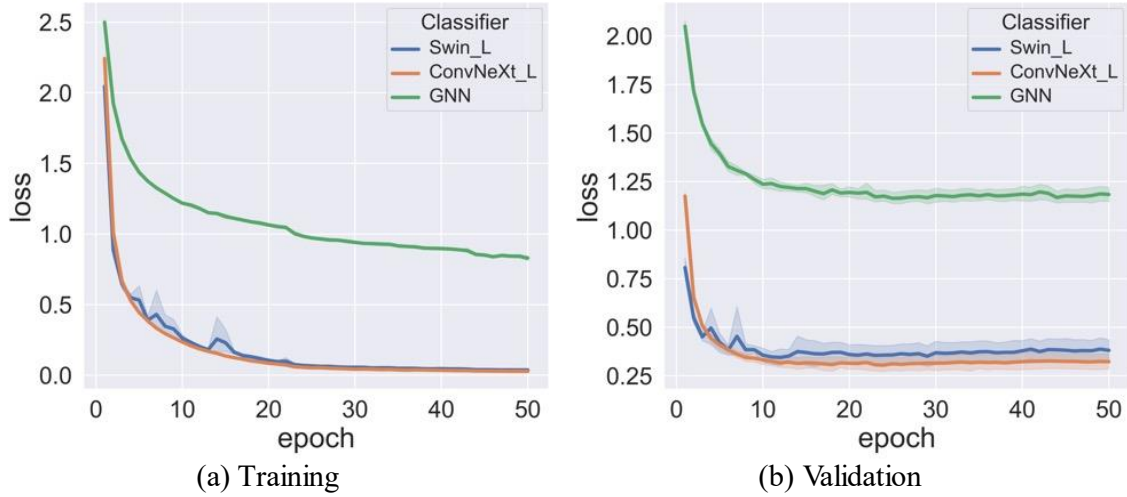 2.5
2.0
1.5
1.0
0.5
0.0
loss
Classifier
Swin_L
ConvNeXt_L
GNN
0 10 20 30 40 50
epoch
(a) Training
2.00
1.75
1.50
1.25
1.00
0.75
0.50
0.25
loss
Classifier
Swin_L
ConvNeXt_L
GNN
0 10 20 30 40 50
epoch
(b) Validation